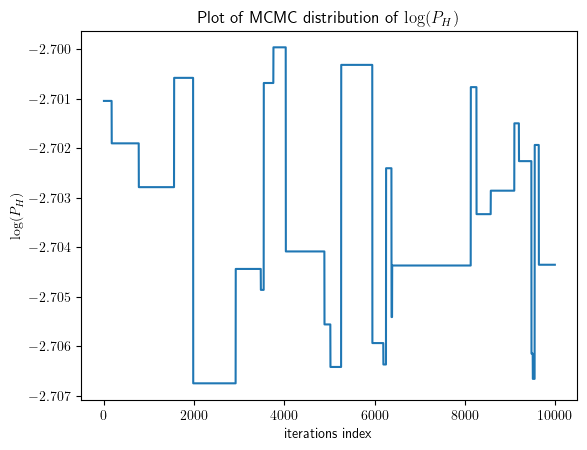 Plot of MCMC distribution of log(P_H)
−2.700
−2.701
−2.702
−2.703
−2.704
−2.705
−2.706
−2.707
log(P_H)
0 2000 4000 6000 8000 10000
iterations index